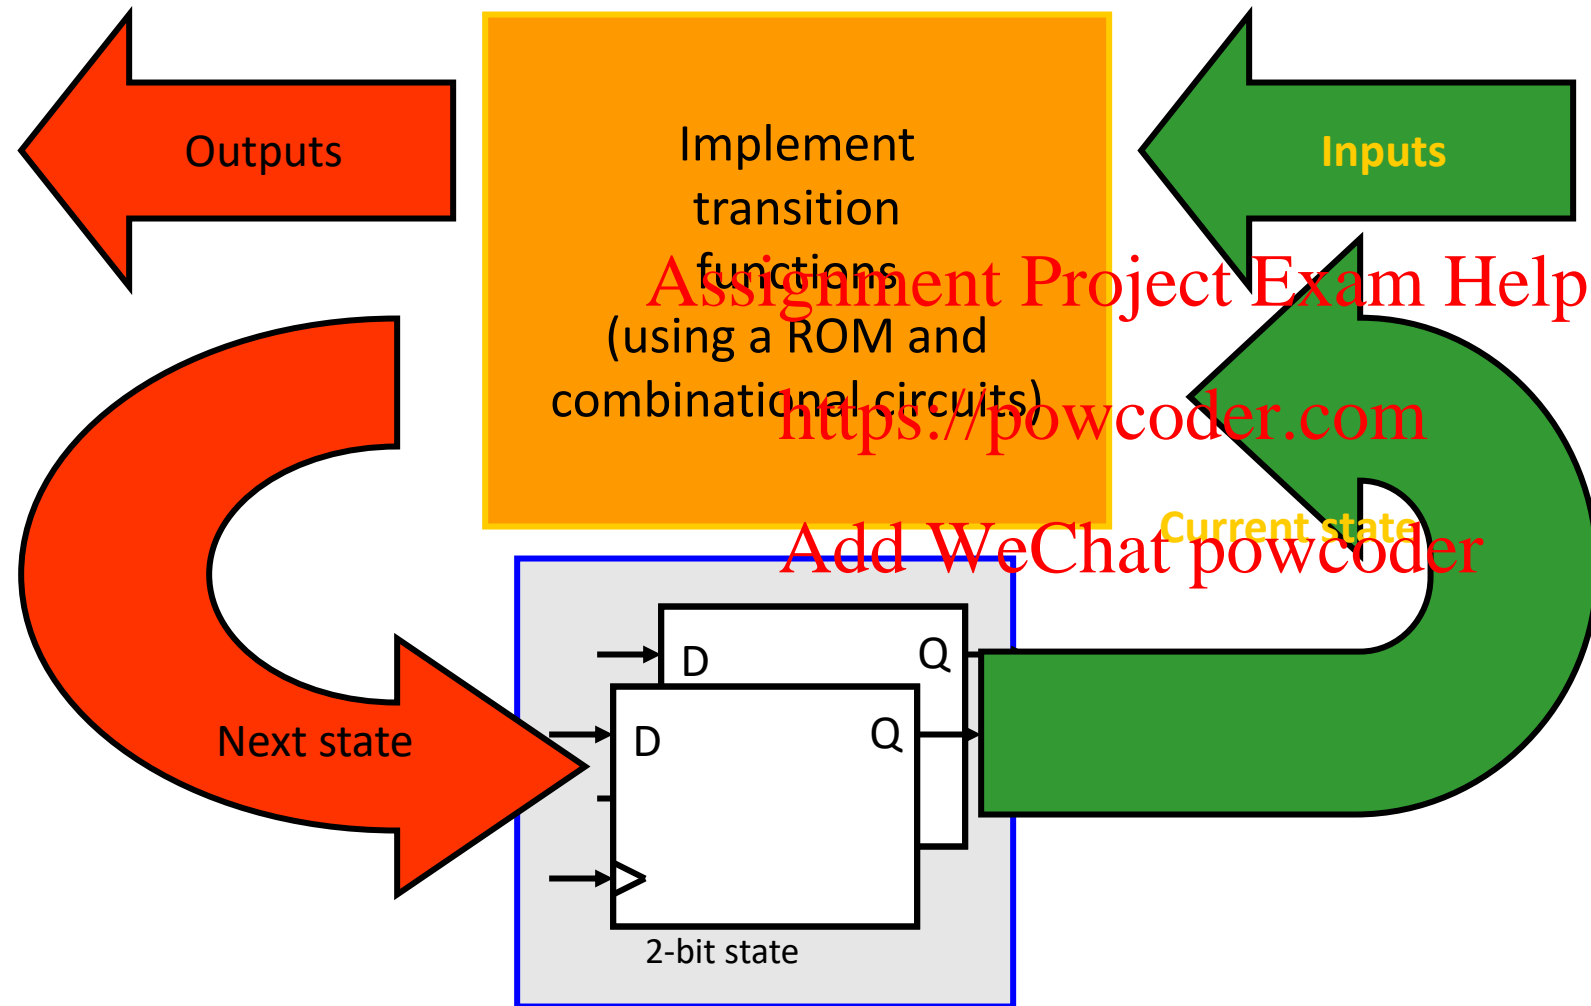 Outputs
Implement
transition
functions
(using a ROM and
combinational circuits)
Inputs
Assignment Project Exam Help
https://powcoder.com
Add WeChat powcoder
Current state
Next state
D
Q
D
Q
2-bit state